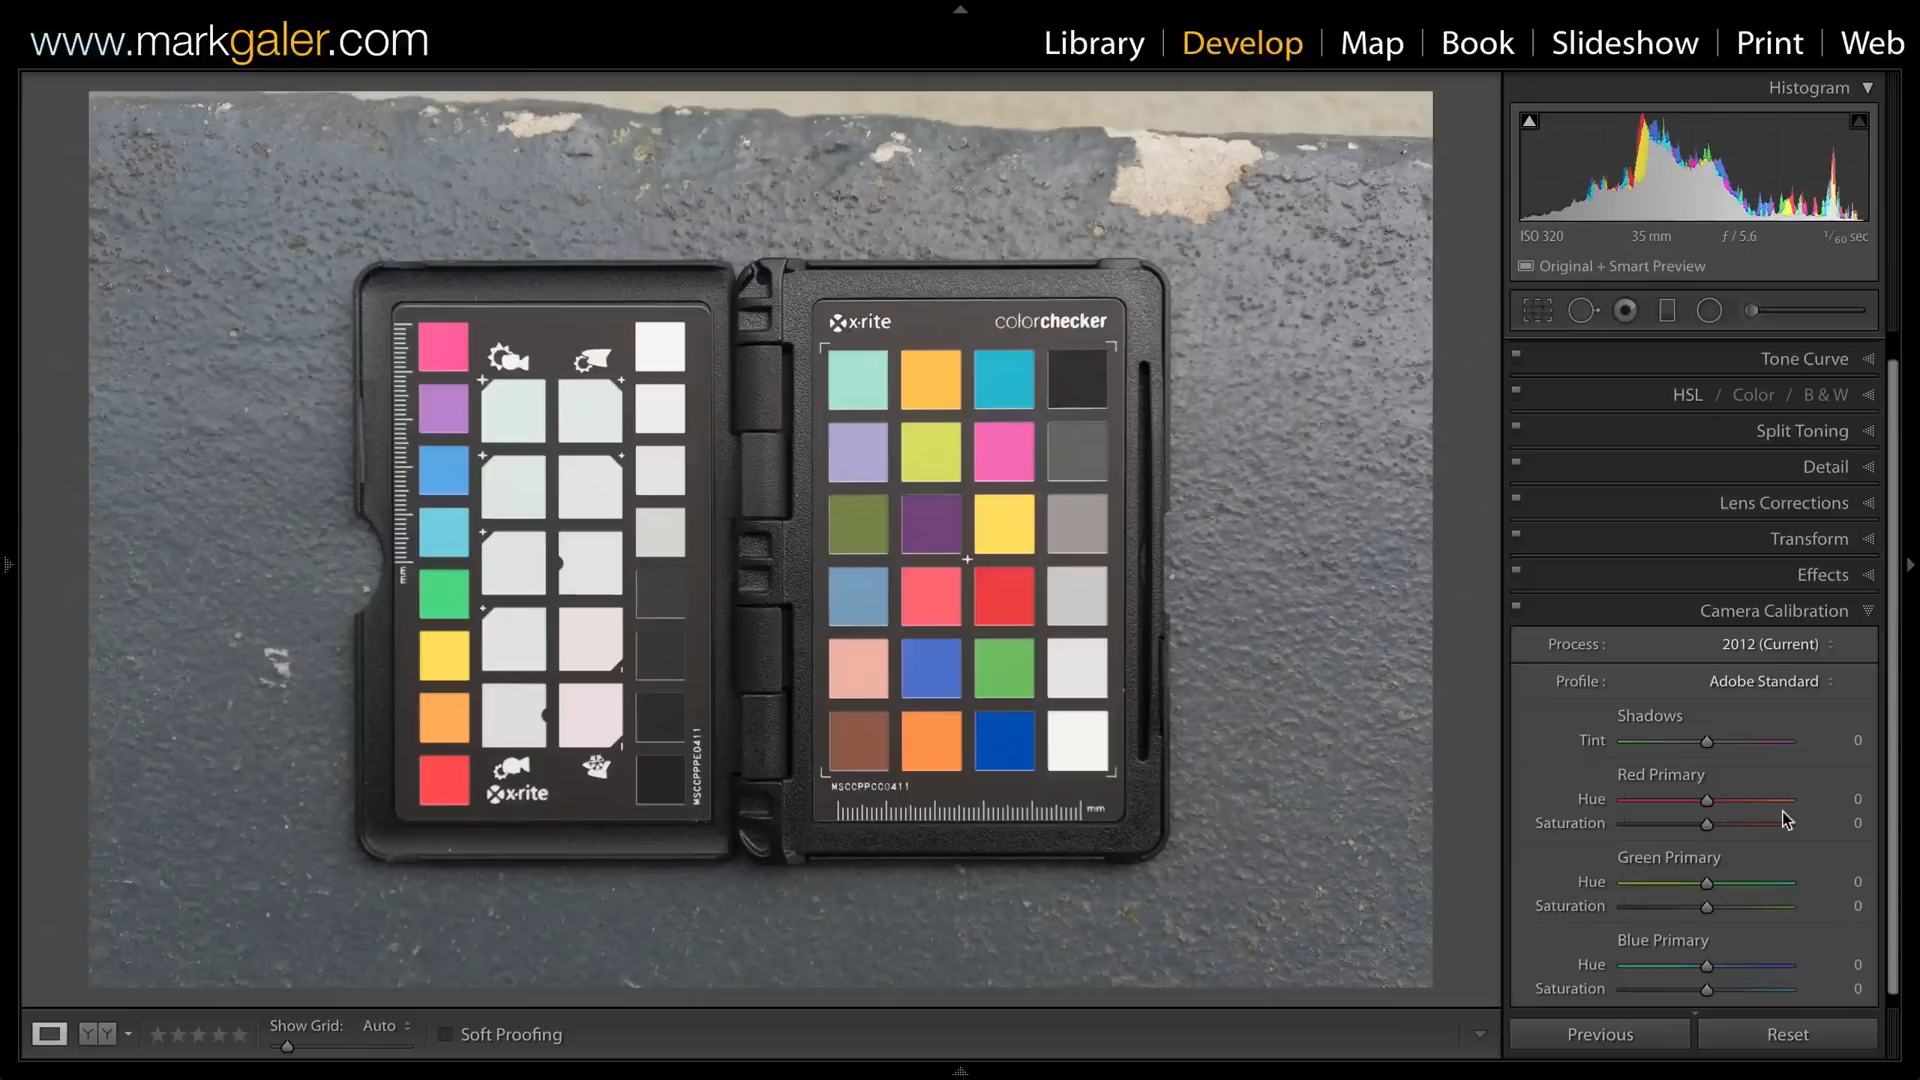 www.markgaler.com
Library | Develop | Map | Book | Slideshow | Print | Web
Histogram
ISO 320 35 mm ƒ / 5.6 1/60 sec
Original + Smart Preview
Tone Curve
HSL / Color / B & W
Split Toning
Detail
Lens Corrections
Transform
Effects
Camera Calibration
Process : 2012 (Current)
Profile : Adobe Standard
Shadows
Tint 0
Red Primary
Hue 0
Saturation 0
Green Primary
Hue 0
Saturation 0
Blue Primary
Hue 0
Saturation 0
Previous Reset
x·rite colorchecker
mm
MSCCPPPE0411
x·rite
MSCCPPCC0411
mm
Y Y Show Grid: Auto Soft Proofing